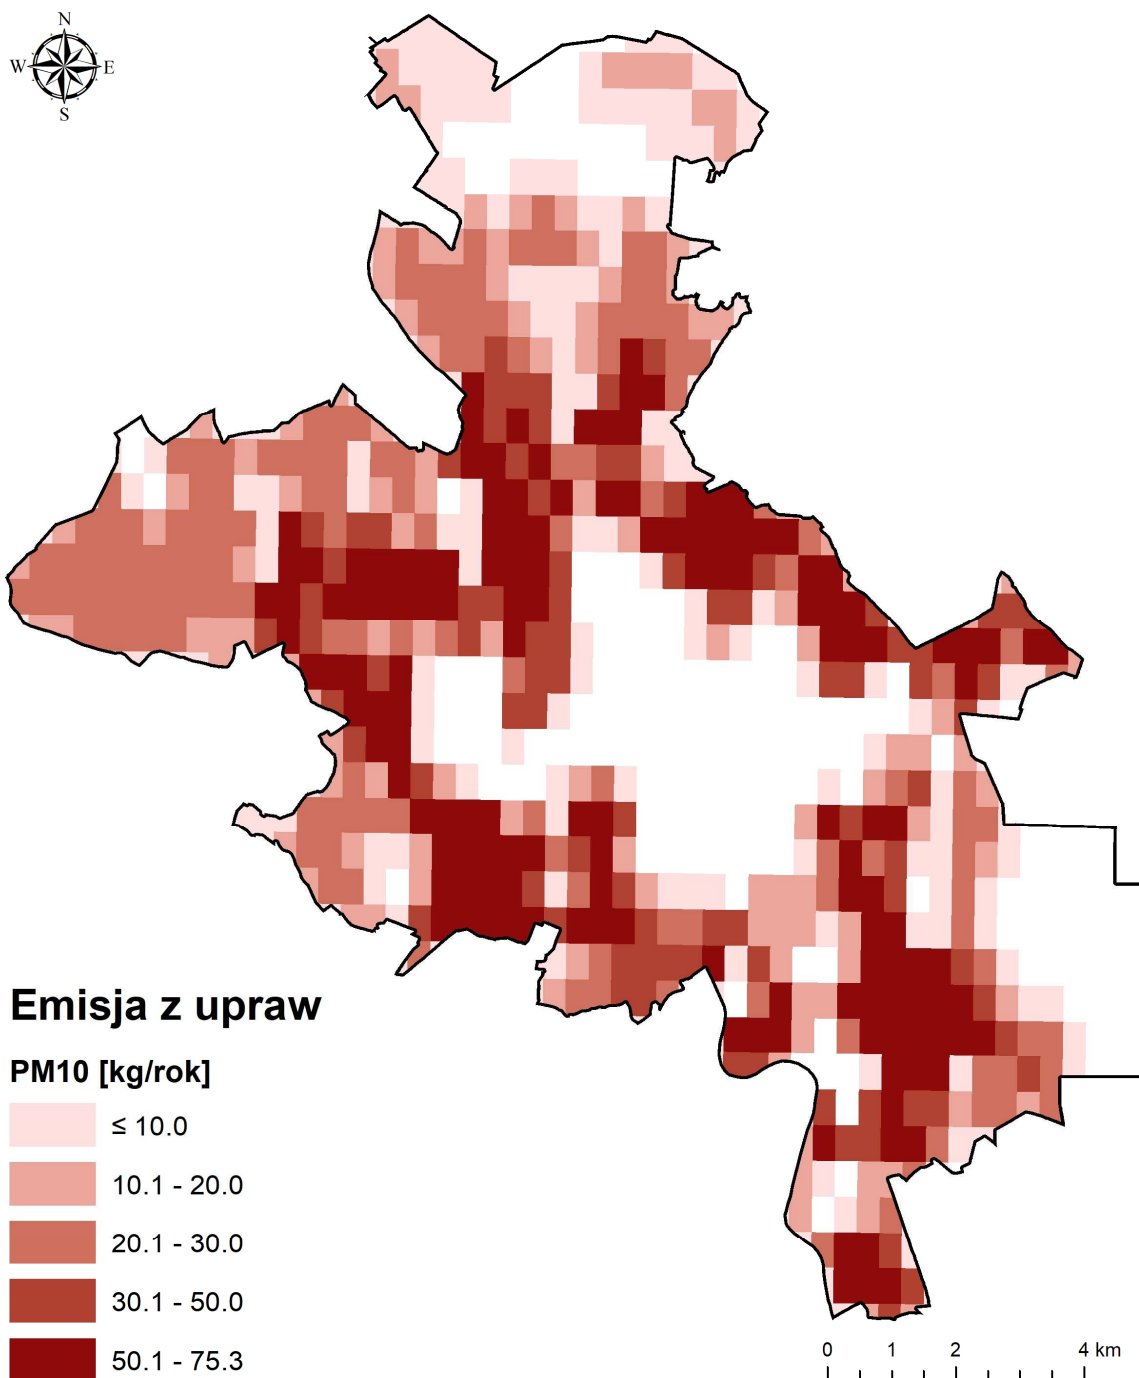 N
W E
S
Emisja z upraw
PM10 [kg/rok]
≤ 10.0
10.1 - 20.0
20.1 - 30.0
30.1 - 50.0
50.1 - 75.3
0 1 2 4 km